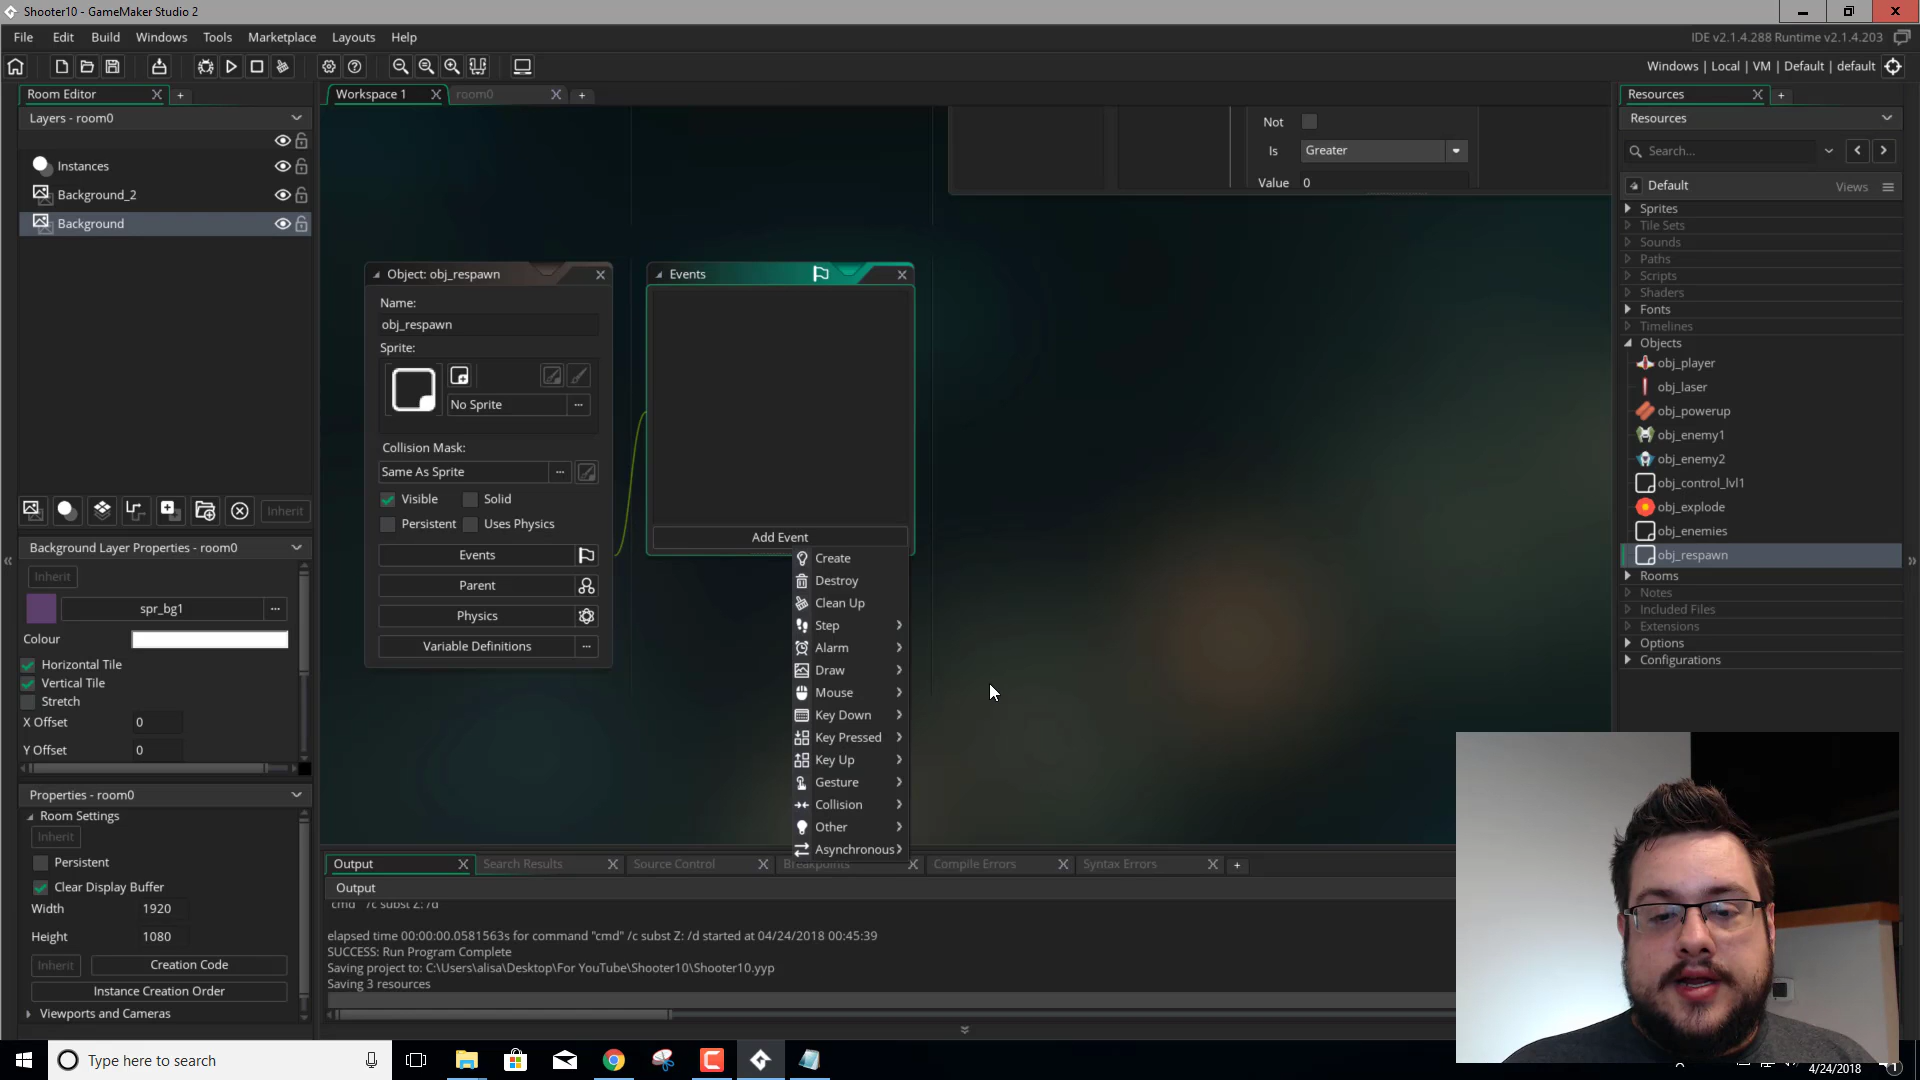 Shooter10 - GameMaker Studio 2
File Edit Build Windows Tools Marketplace Layouts Help
IDE v2.1.4.288 Runtime v2.1.4.203
Windows | Local | VM | Default | default
Room Editor
Layers - room0
Instances
Background_2
Background
Inherit
Background Layer Properties - room0
Inherit
spr_bg1
Colour
Horizontal Tile
Vertical Tile
Stretch
X Offset 0
Y Offset 0
Properties - room0
Room Settings
Inherit
Persistent
Clear Display Buffer
Width 1920
Height 1080
Inherit Creation Code
Instance Creation Order
Viewports and Cameras
Workspace 1
room0
Not
Is Greater
Value 0
Object: obj_respawn
Name:
obj_respawn
Sprite:
No Sprite
Collision Mask:
Same As Sprite
Visible Solid
Persistent Uses Physics
Events
Parent
Physics
Variable Definitions
Events
Add Event
Create
Destroy
Clean Up
Step
Alarm
Draw
Mouse
Key Down
Key Pressed
Key Up
Gesture
Collision
Other
Asynchronous
Output Search Results Source Control Breakpoints Compile Errors Syntax Errors
Output
cmd /c subst Z: /d
elapsed time 00:00:00.0581563s for command "cmd" /c subst Z: /d started at 04/24/2018 00:45:39
SUCCESS: Run Program Complete
Saving project to: C:\Users\alisa\Desktop\For YouTube\Shooter10\Shooter10.yyp
Saving 3 resources
Resources
Resources
Search...
Default Views
Sprites
Tile Sets
Sounds
Paths
Scripts
Shaders
Fonts
Timelines
Objects
obj_player
obj_laser
obj_powerup
obj_enemy1
obj_enemy2
obj_control_lvl1
obj_explode
obj_enemies
obj_respawn
Rooms
Notes
Included Files
Extensions
Options
Configurations
Type here to search
4/24/2018
1